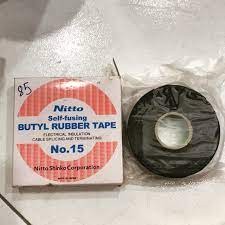 85
Nitto
Self-fusing
BUTYL RUBBER TAPE
ELECTRICAL INSULATION
CABLE SPLICING AND TERMINATING
No.15
Nitto Shinko Corporation